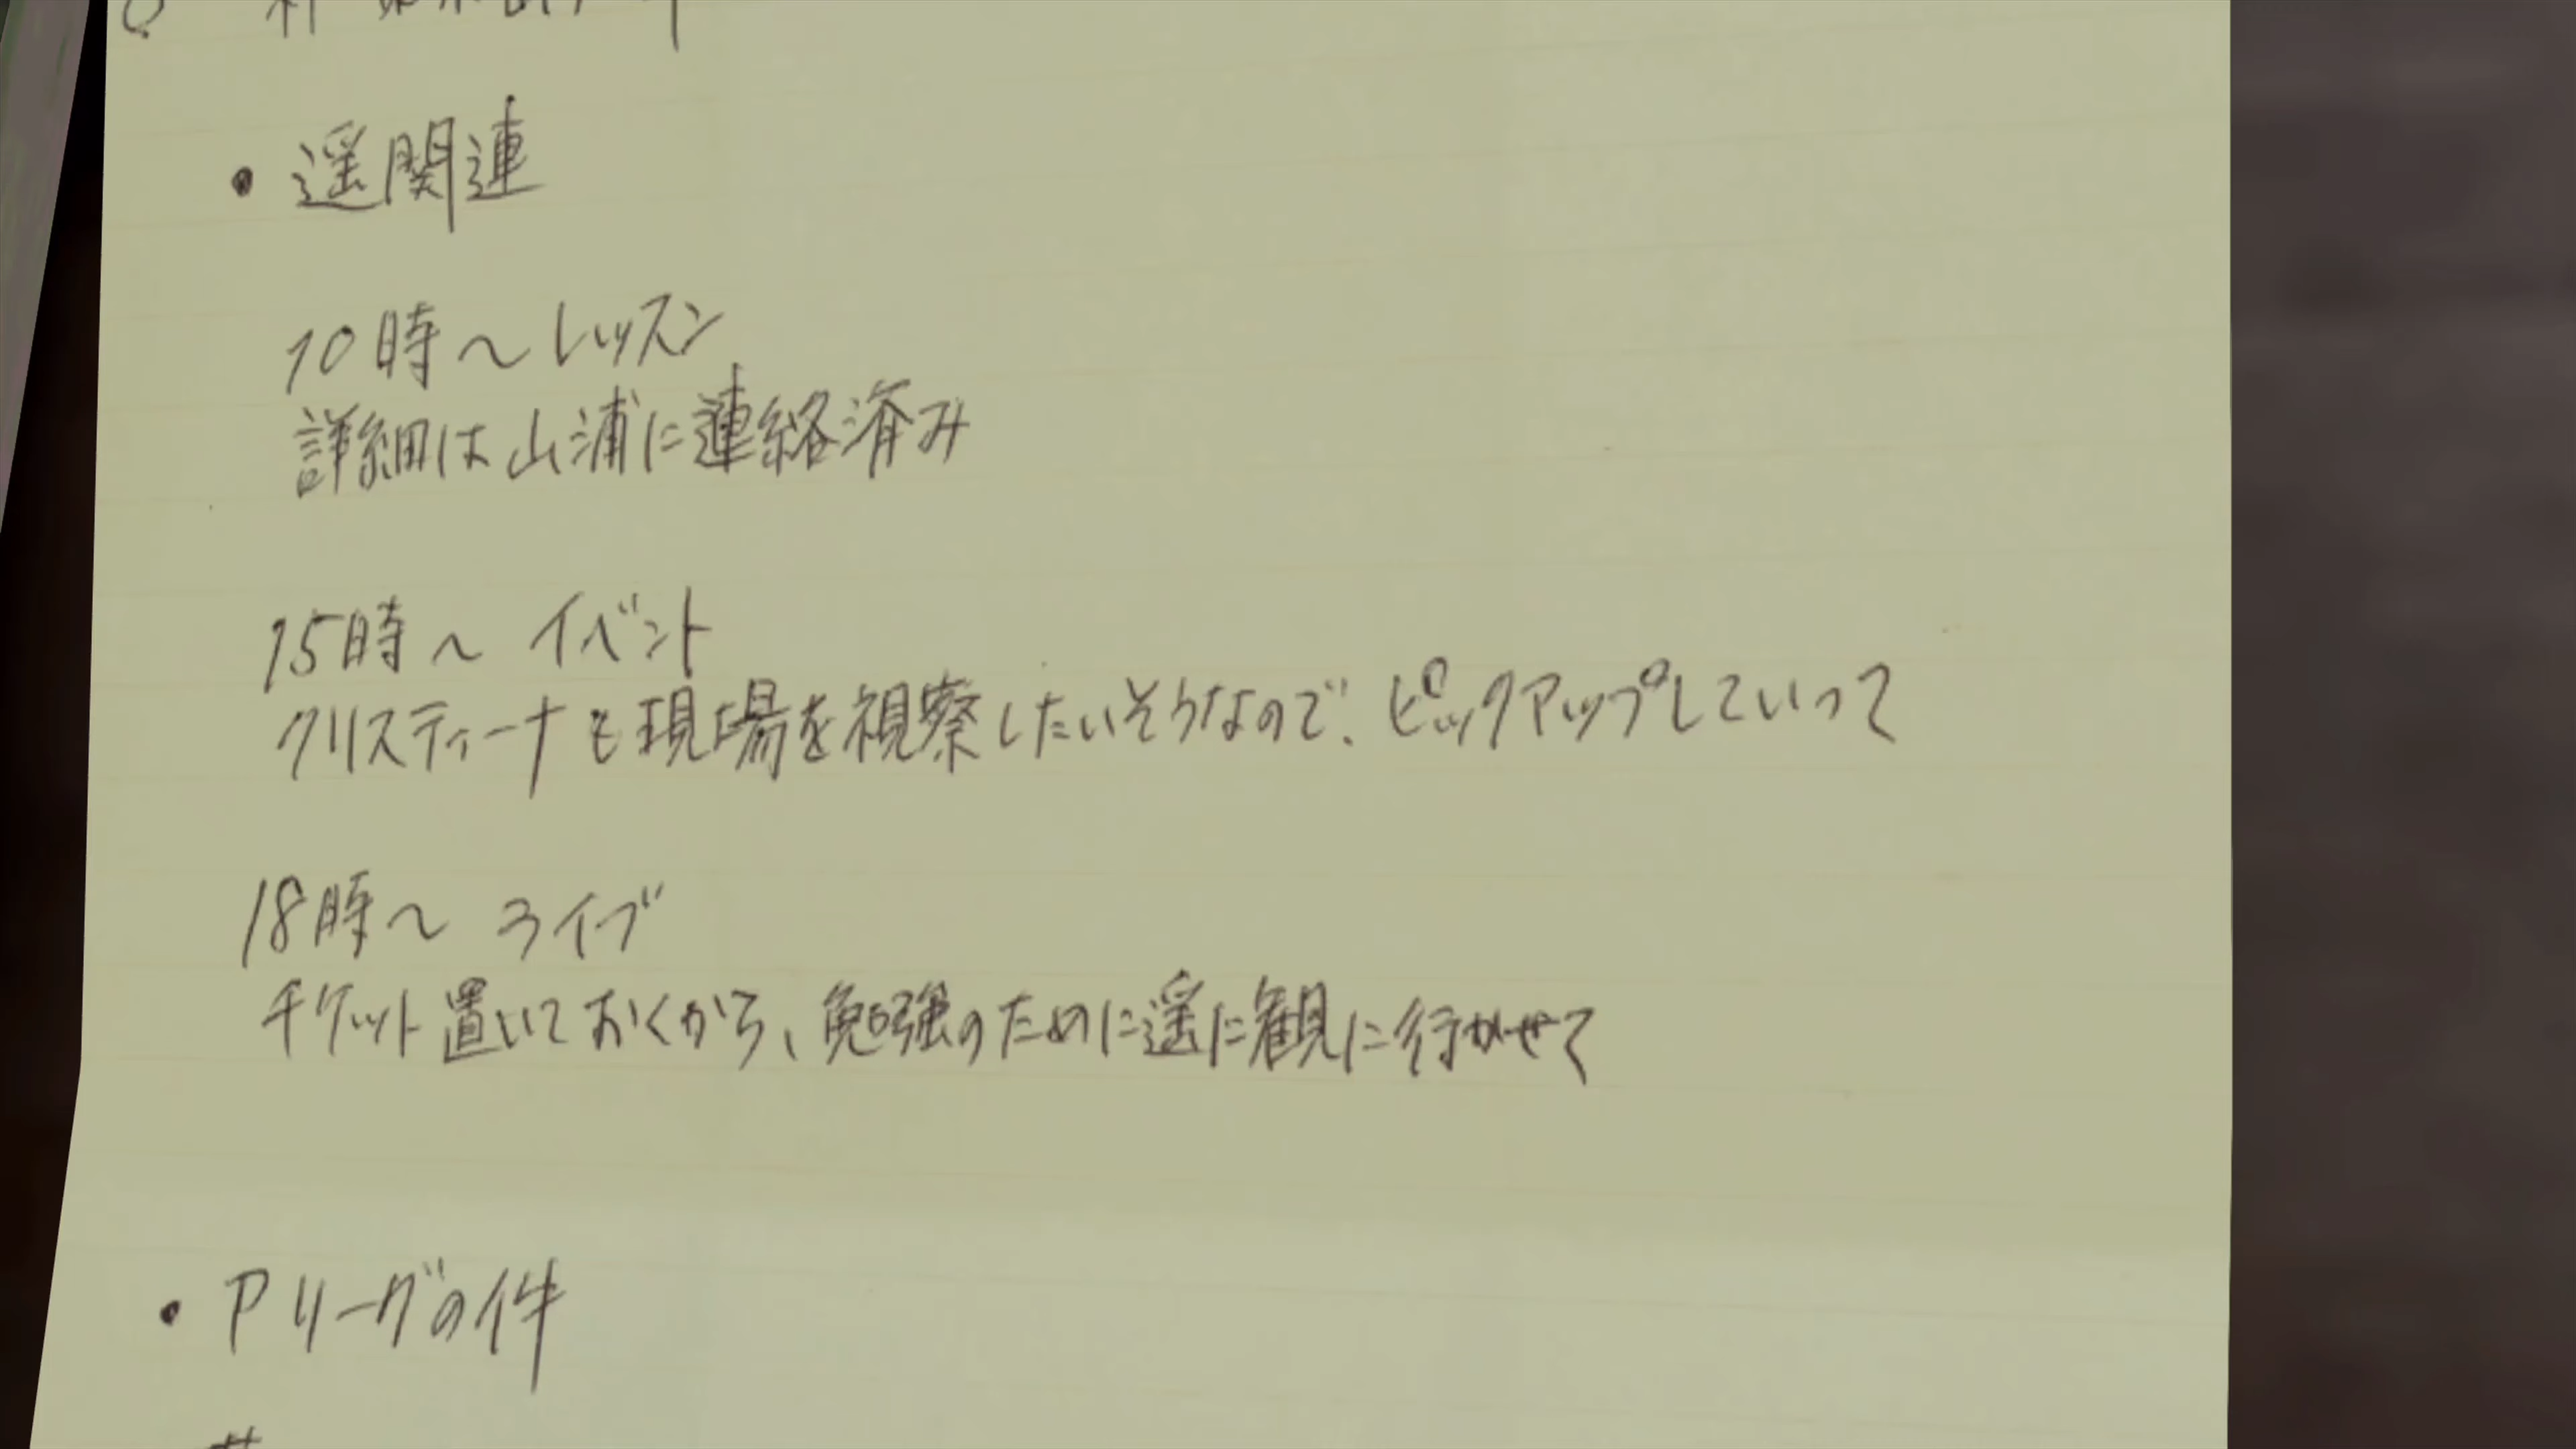 ・遥関連
10時〜レッスン
詳細は山浦に連絡済み
15時〜 イベント
クリスティーナも現場を視察したいそうなので、ピックアップしていって
18時〜 ライブ
チケット置いておくから、勉強のために遥に観に行かせて
・Pリーグの件